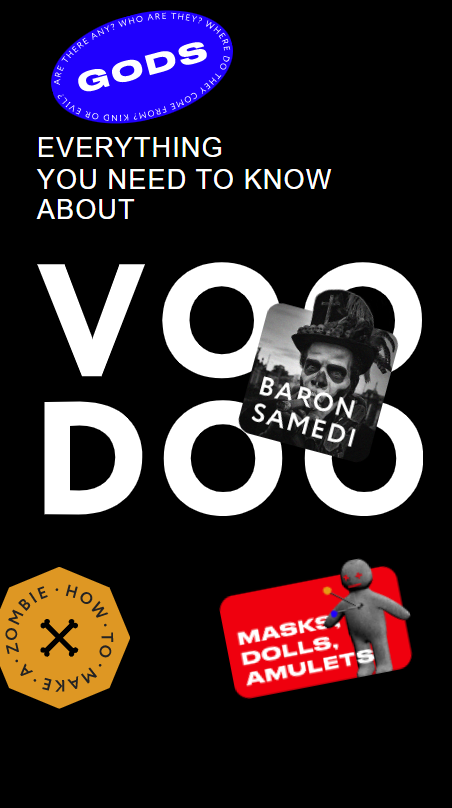 ARE THERE ANY? WHO ARE THEY? WHERE DO THEY COME FROM? KIND OR EVIL?
GODS
EVERYTHING
YOU NEED TO KNOW
ABOUT
VOO
DOO
BARON
SAMEDI
HOW · TO · MAKE · A · ZOMBIE ·
MASKS,
DOLLS,
AMULETS